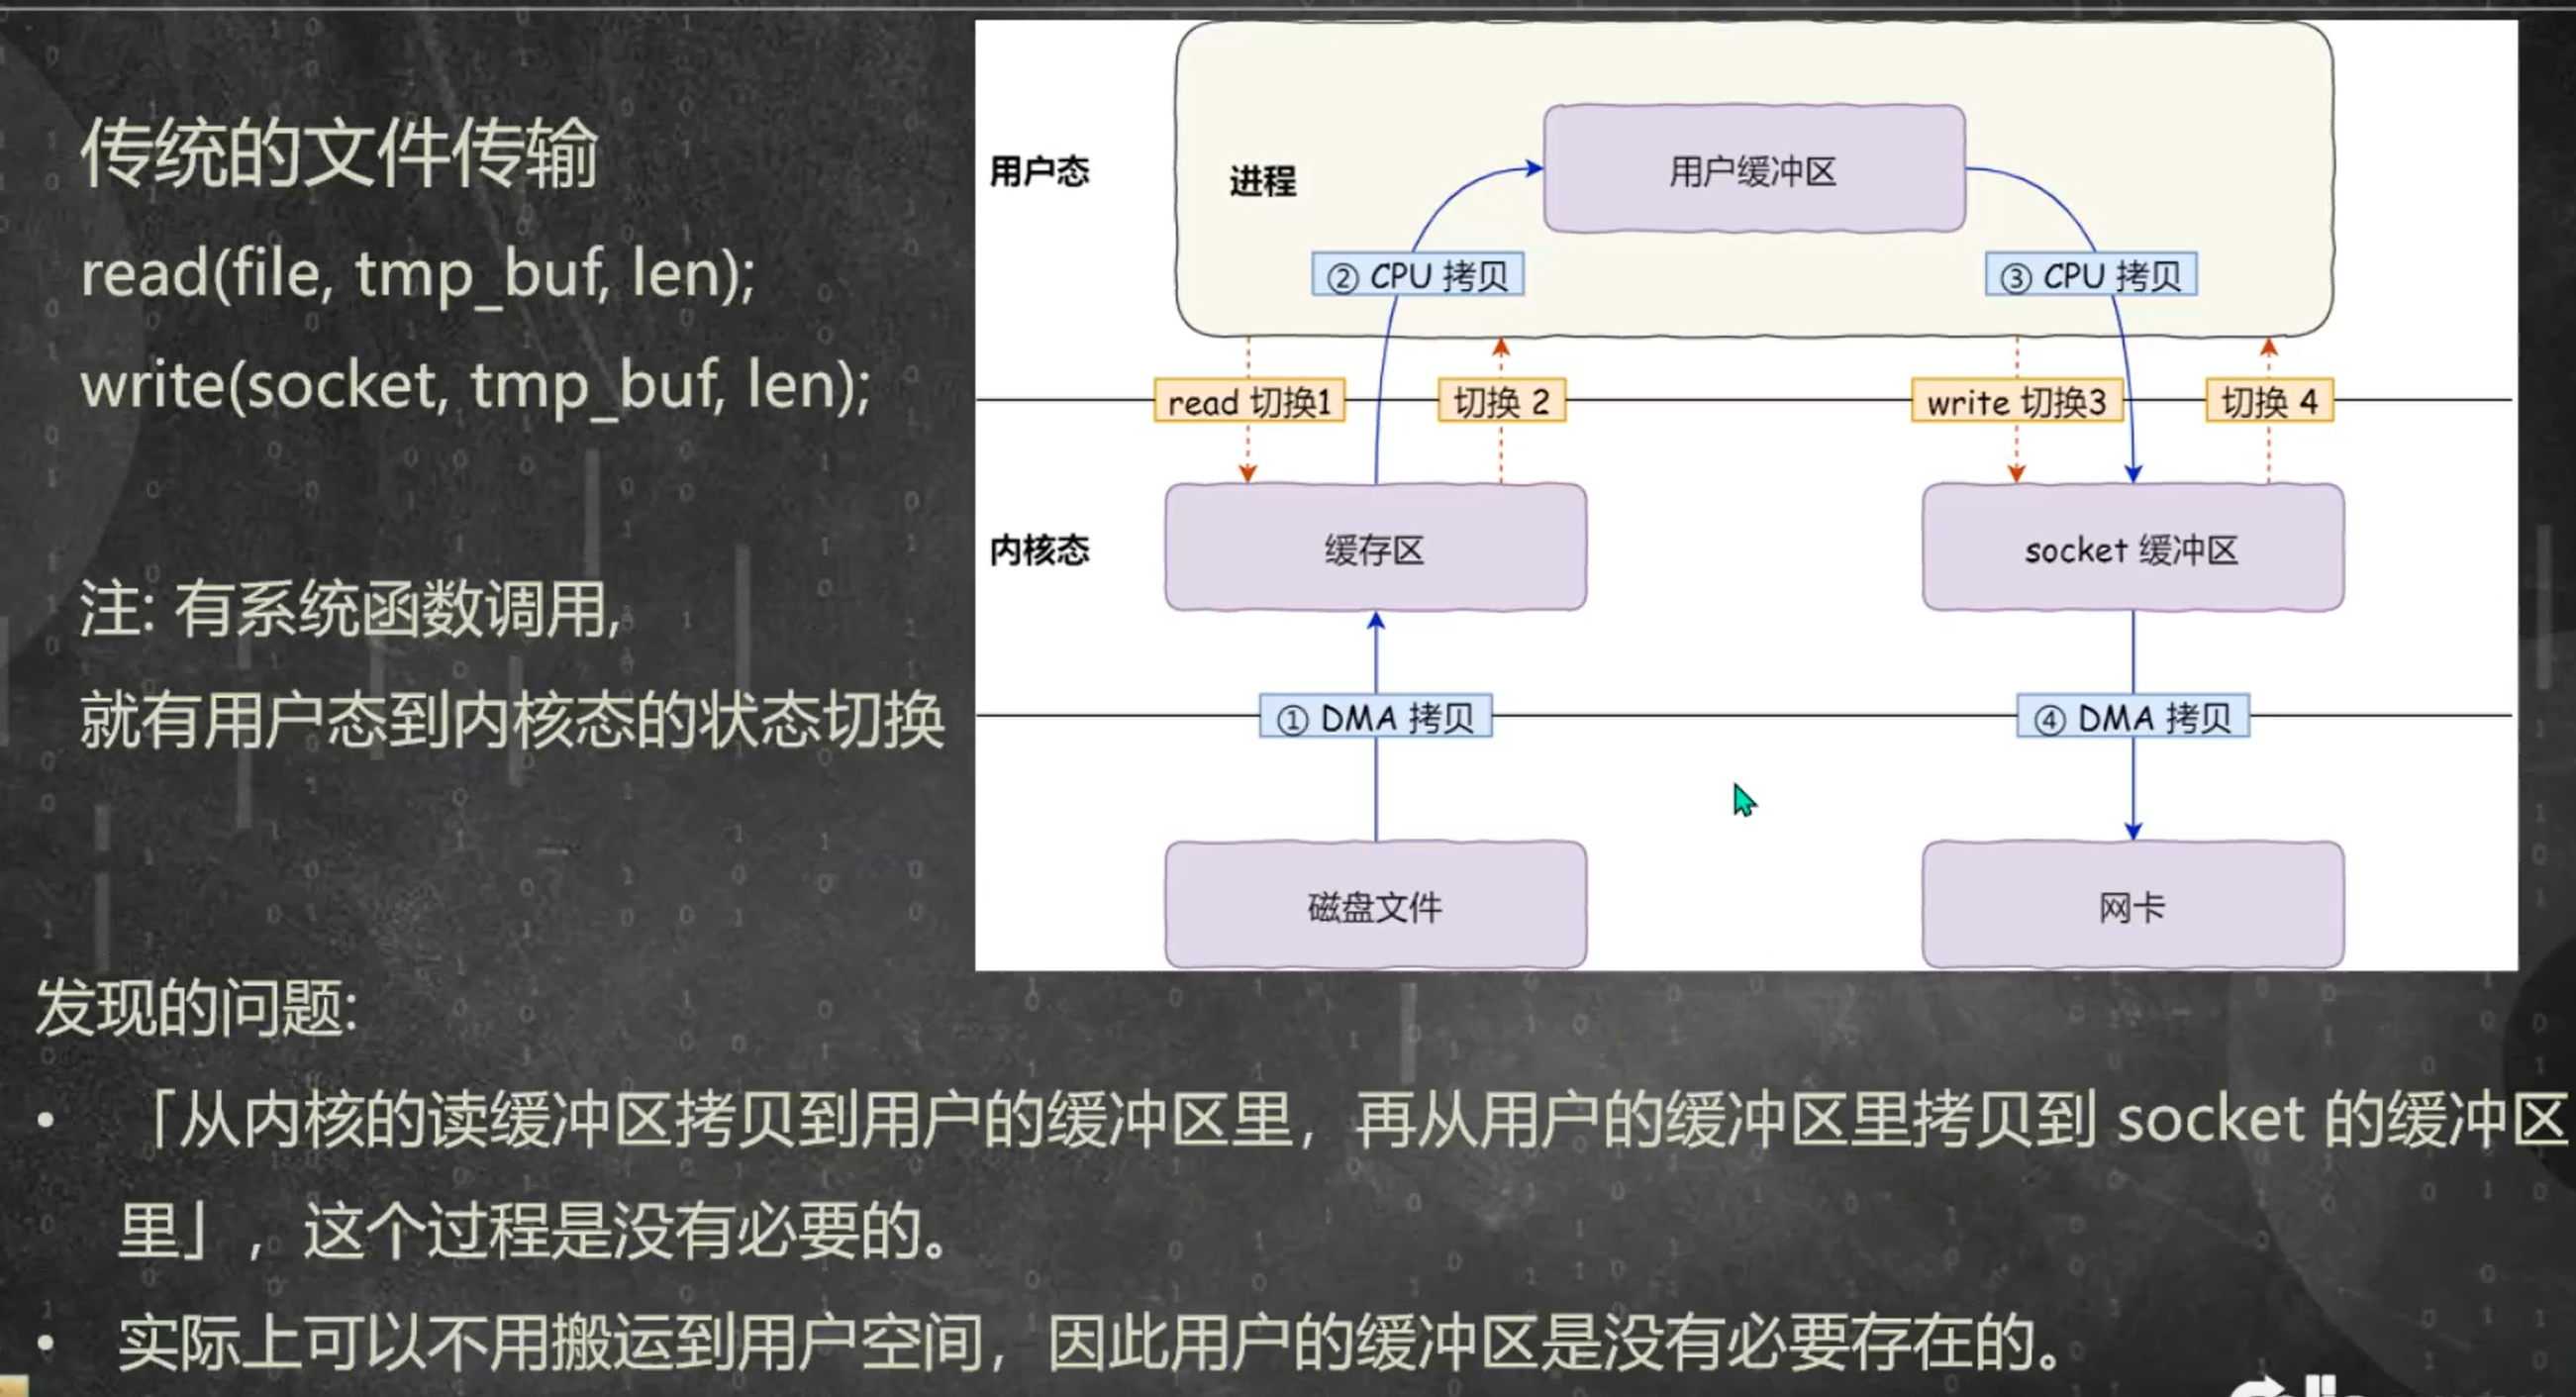 传统的文件传输
read(file, tmp_buf, len);
write(socket, tmp_buf, len);
注: 有系统函数调用,
就有用户态到内核态的状态切换
用户态
进程
用户缓冲区
② CPU 拷贝
③ CPU 拷贝
read 切换1
切换 2
write 切换3
切换 4
内核态
缓存区
socket 缓冲区
① DMA 拷贝
④ DMA 拷贝
磁盘文件
网卡
发现的问题:
• 「从内核的读缓冲区拷贝到用户的缓冲区里，再从用户的缓冲区里拷贝到 socket 的缓冲区
里」，这个过程是没有必要的。
• 实际上可以不用搬运到用户空间，因此用户的缓冲区是没有必要存在的。